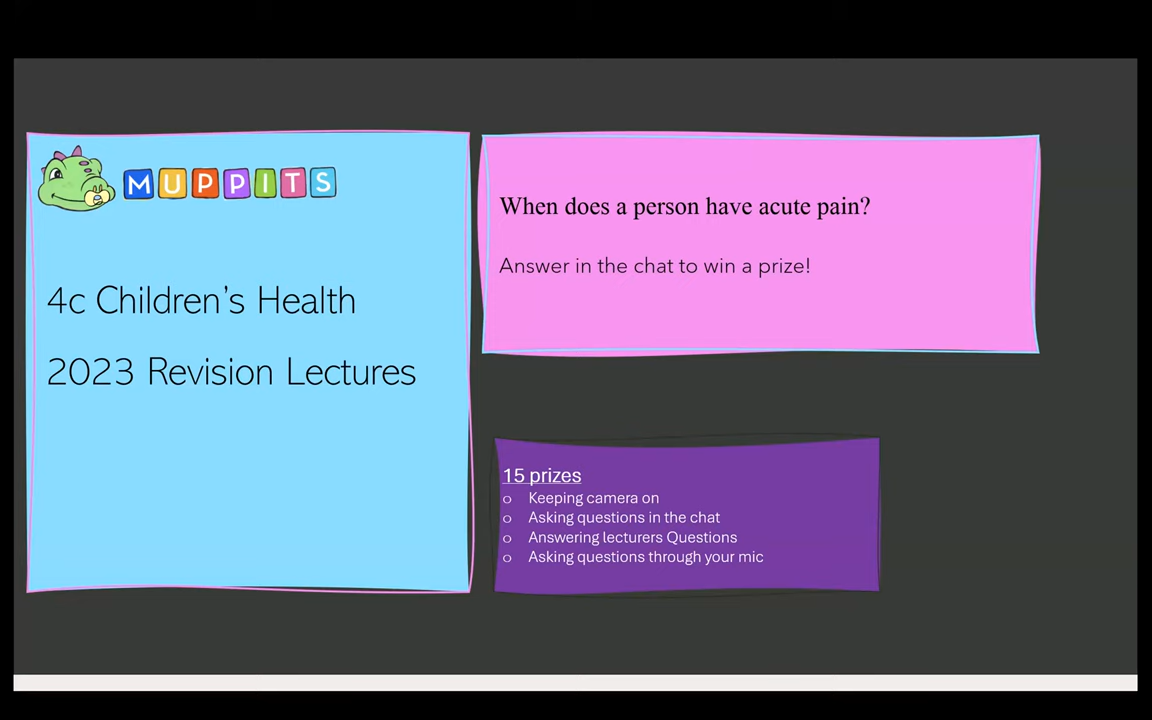 MUPPITS
4c Children's Health
2023 Revision Lectures
When does a person have acute pain?
Answer in the chat to win a prize!
15 prizes
o Keeping camera on
o Asking questions in the chat
o Answering lecturers Questions
o Asking questions through your mic